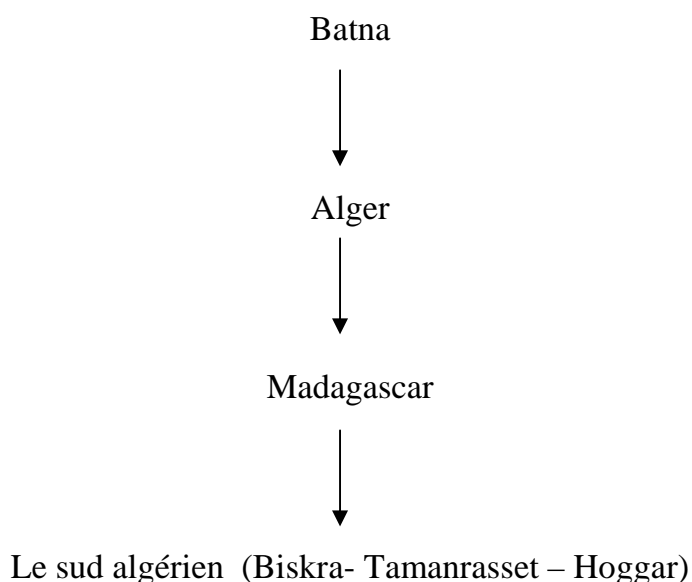 Batna
Alger
Madagascar
Le sud algérien (Biskra- Tamanrasset – Hoggar)